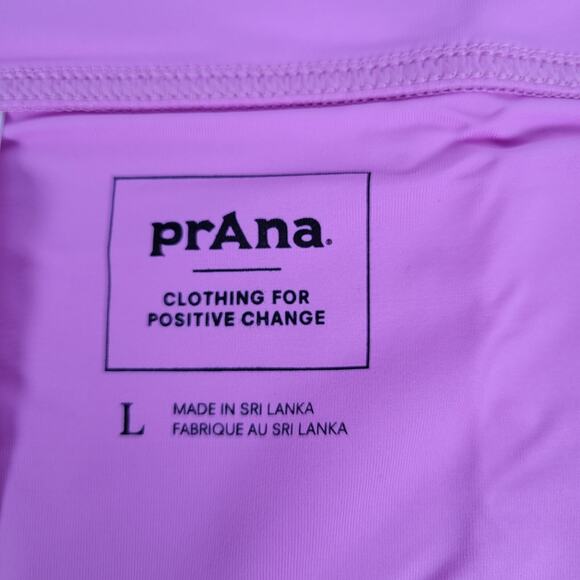 prAna®
CLOTHING FOR
POSITIVE CHANGE
L
MADE IN SRI LANKA
FABRIQUE AU SRI LANKA